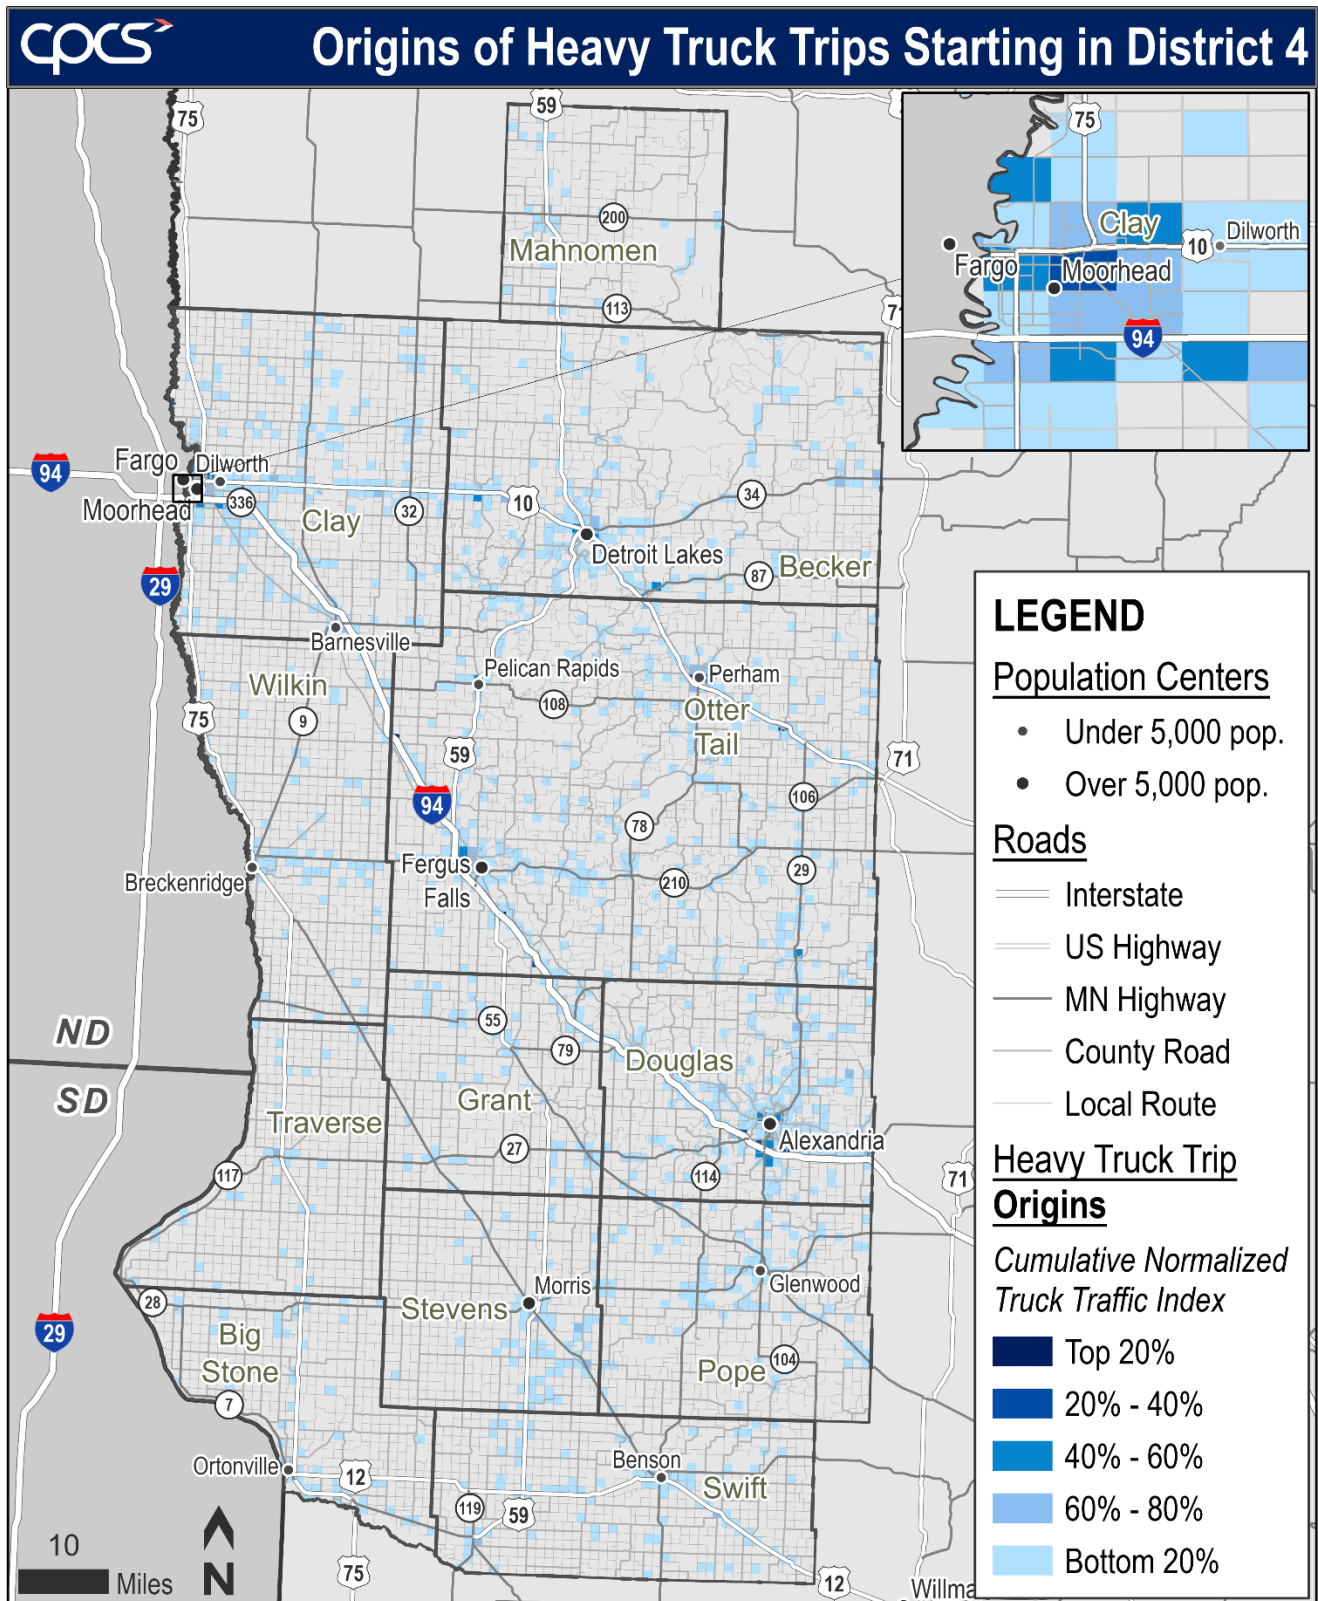 CPCS
Origins of Heavy Truck Trips Starting in District 4
75
59
200
Mahnomen
113
71
75
Clay
10
Dilworth
Fargo
Moorhead
94
94
Fargo
Dilworth
Moorhead
336
Clay
32
10
34
Detroit Lakes
87
Becker
29
Barnesville
Pelican Rapids
Perham
Wilkin
108
Otter
Tail
75
9
59
71
94
106
78
Fergus
Falls
210
29
Breckenridge
ND
SD
55
79
Douglas
Grant
Traverse
Alexandria
27
117
114
71
Glenwood
Morris
28
Stevens
29
Big
Stone
104
Pope
7
Ortonville
12
Benson
Swift
119
59
75
12
Willma
10
Miles
N
LEGEND
Population Centers
Under 5,000 pop.
Over 5,000 pop.
Roads
Interstate
US Highway
MN Highway
County Road
Local Route
Heavy Truck Trip
Origins
Cumulative Normalized
Truck Traffic Index
Top 20%
20% - 40%
40% - 60%
60% - 80%
Bottom 20%